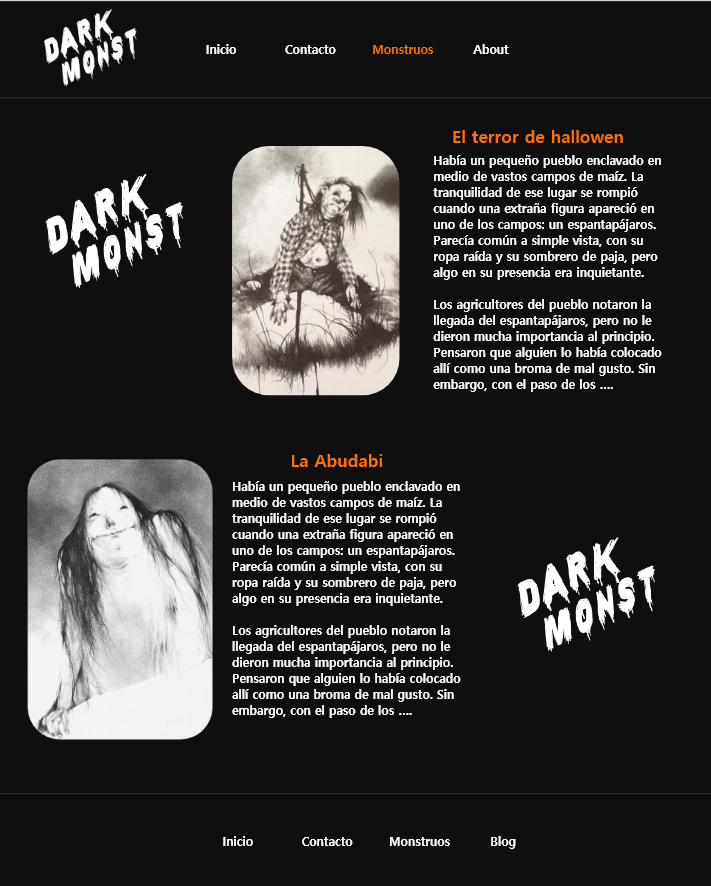 DARK
MONST
Inicio Contacto Monstruos About
DARK
MONST
El terror de hallowen
Había un pequeño pueblo enclavado en
medio de vastos campos de maíz. La
tranquilidad de ese lugar se rompió
cuando una extraña figura apareció en
uno de los campos: un espantapájaros.
Parecía común a simple vista, con su
ropa raída y su sombrero de paja, pero
algo en su presencia era inquietante.
Los agricultores del pueblo notaron la
llegada del espantapájaros, pero no le
dieron mucha importancia al principio.
Pensaron que alguien lo había colocado
allí como una broma de mal gusto. Sin
embargo, con el paso de los ....
La Abudabi
Había un pequeño pueblo enclavado en
medio de vastos campos de maíz. La
tranquilidad de ese lugar se rompió
cuando una extraña figura apareció en
uno de los campos: un espantapájaros.
Parecía común a simple vista, con su
ropa raída y su sombrero de paja, pero
algo en su presencia era inquietante.
Los agricultores del pueblo notaron la
llegada del espantapájaros, pero no le
dieron mucha importancia al principio.
Pensaron que alguien lo había colocado
allí como una broma de mal gusto. Sin
embargo, con el paso de los ....
DARK
MONST
Inicio Contacto Monstruos Blog